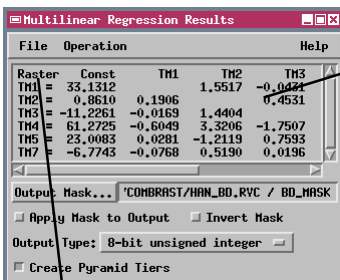 Multilinear Regression Results
File Operation Help
Raster Const TM1 TM2 TM3
TM1 = 33.1312 1.5517 -0.0431
TM2 = 0.8610 0.1906 0.4531
TM3 = -11.2261 -0.0169 1.4404
TM4 = 61.2725 -0.6049 3.3206 -1.7507
TM5 = 23.0083 0.0281 -1.2119 0.7593
TM7 = -6.7743 -0.0768 0.5190 0.0196
Output Mask... 'COMBRAST/HAN_BD.RVC / BD_MASK
Apply Mask to Output Invert Mask
Output Type: 8-bit unsigned integer
Create Pyramid Tiers